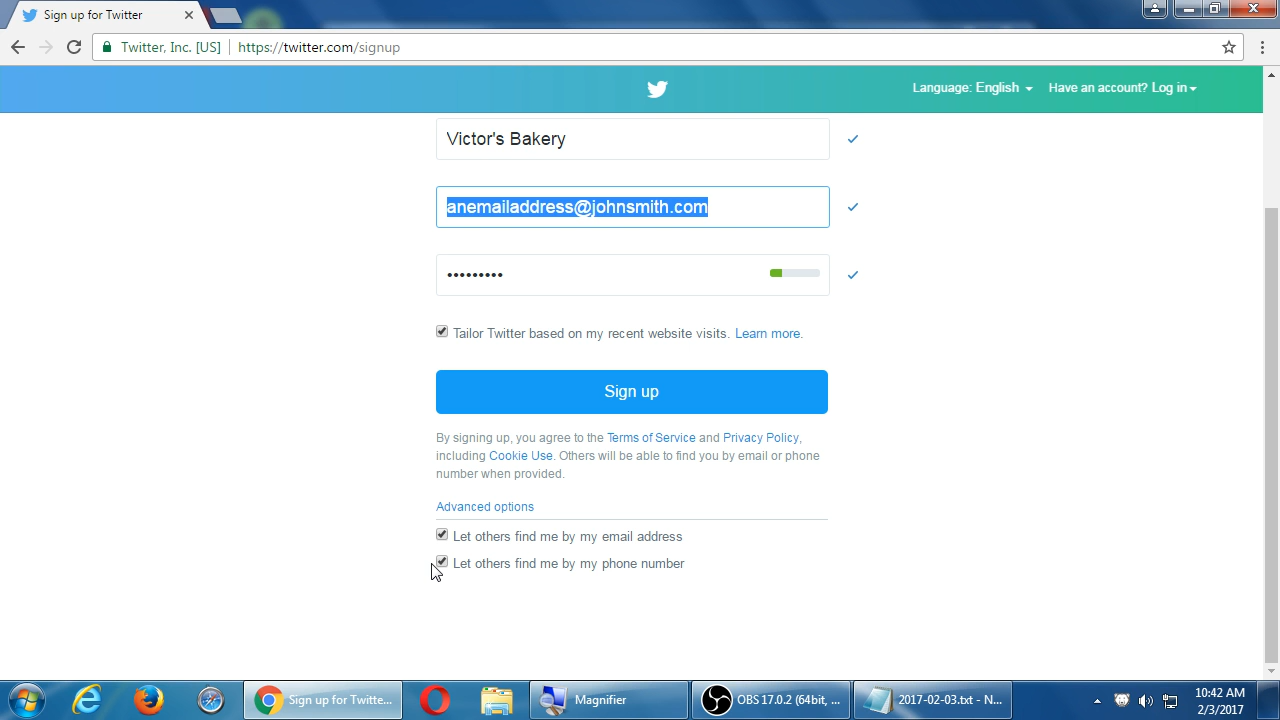 Sign up for Twitter
Twitter, Inc. [US] https://twitter.com/signup
Language: English Have an account? Log in
Victor's Bakery
anemailaddress@johnsmith.com
•••••••••
Tailor Twitter based on my recent website visits. Learn more.
Sign up
By signing up, you agree to the Terms of Service and Privacy Policy,
including Cookie Use. Others will be able to find you by email or phone
number when provided.
Advanced options
Let others find me by my email address
Let others find me by my phone number
Sign up for Twitte... Magnifier OBS 17.0.2 (64bit, ... 2017-02-03.txt - N... 10:42 AM
2/3/2017